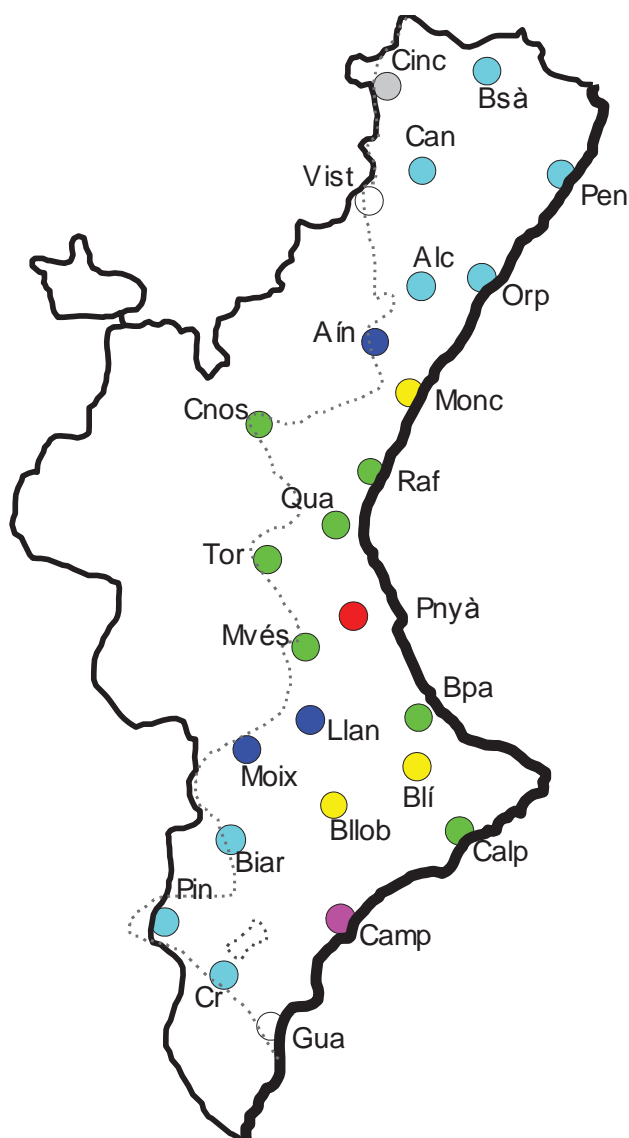 Cinc
Bsà
Can
Vist
Pen
Alc
Orp
Aín
Monc
Cnos
Raf
Qua
Tor
Pnyà
Mvés
Bpa
Llan
Moix
Blí
Bllob
Calp
Biar
Pin
Camp
Cr
Gua